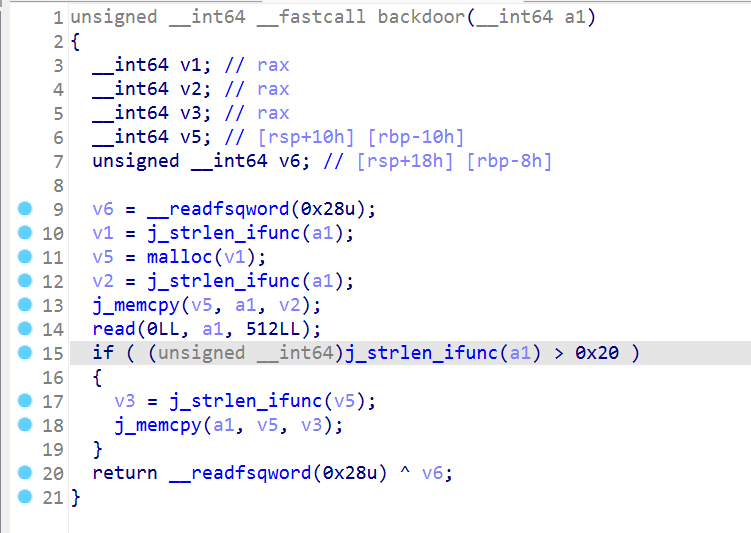 1 unsigned __int64 __fastcall backdoor(__int64 a1)
2 {
3   __int64 v1; // rax
4   __int64 v2; // rax
5   __int64 v3; // rax
6   __int64 v5; // [rsp+10h] [rbp-10h]
7   unsigned __int64 v6; // [rsp+18h] [rbp-8h]
8
9   v6 = __readfsqword(0x28u);
10   v1 = j_strlen_ifunc(a1);
11   v5 = malloc(v1);
12   v2 = j_strlen_ifunc(a1);
13   j_memcpy(v5, a1, v2);
14   read(0LL, a1, 512LL);
15   if ( (unsigned __int64)j_strlen_ifunc(a1) > 0x20 )
16   {
17     v3 = j_strlen_ifunc(v5);
18     j_memcpy(a1, v5, v3);
19   }
20   return __readfsqword(0x28u) ^ v6;
21 }